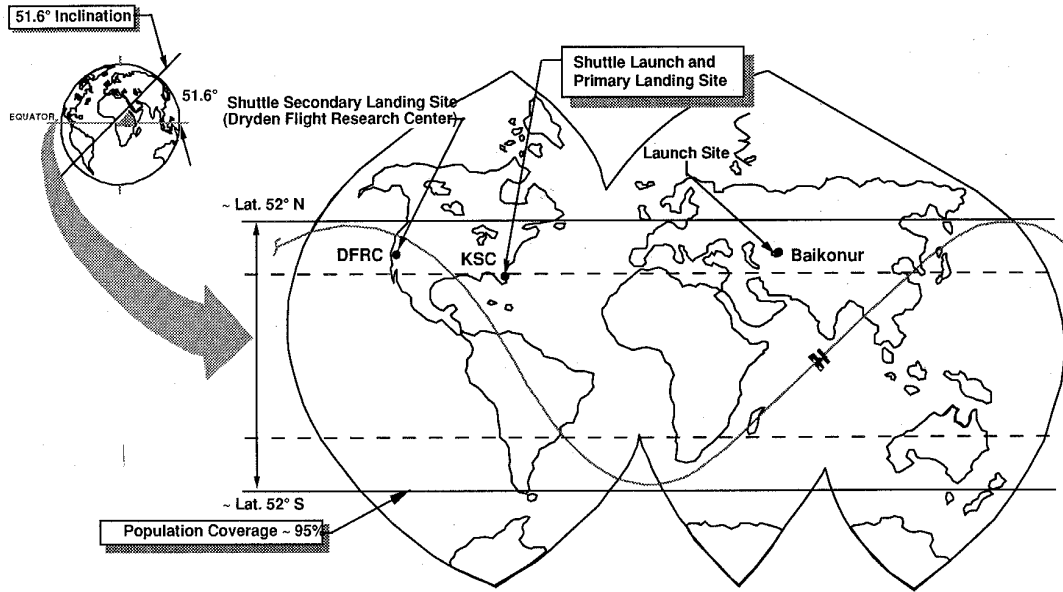 51.6° Inclination
51.6°
EQUATOR
Shuttle Secondary Landing Site
(Dryden Flight Research Center)
Shuttle Launch and
Primary Landing Site
Launch Site
~ Lat. 52° N
DFRC
KSC
Baikonur
~ Lat. 52° S
Population Coverage ~ 95%